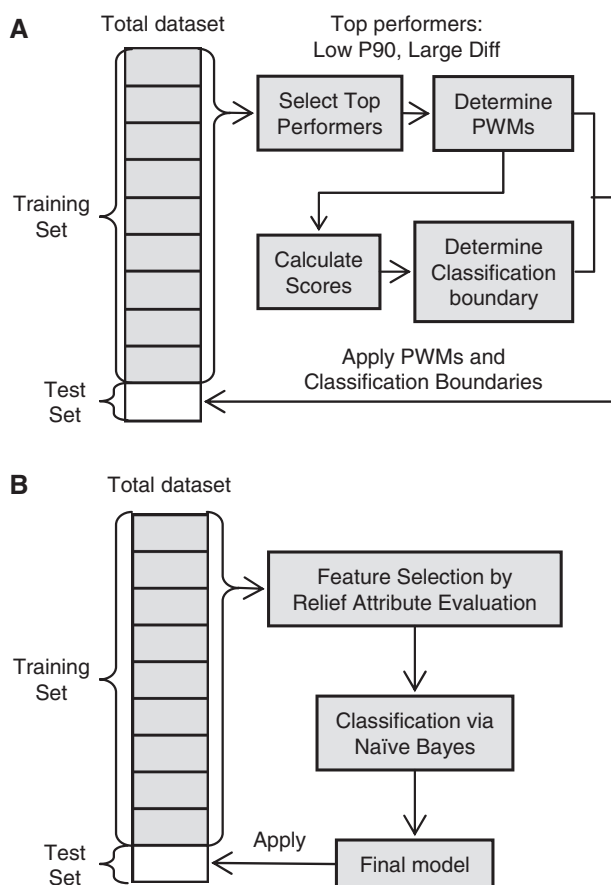 A
Total dataset
Top performers:
Low P90, Large Diff
Select Top
Performers
Determine
PWMs
Training
Set
Calculate
Scores
Determine
Classification
boundary
Apply PWMs and
Classification Boundaries
Test
Set
B
Total dataset
Feature Selection by
Relief Attribute Evaluation
Training
Set
Classification via
Naïve Bayes
Apply
Final model
Test
Set